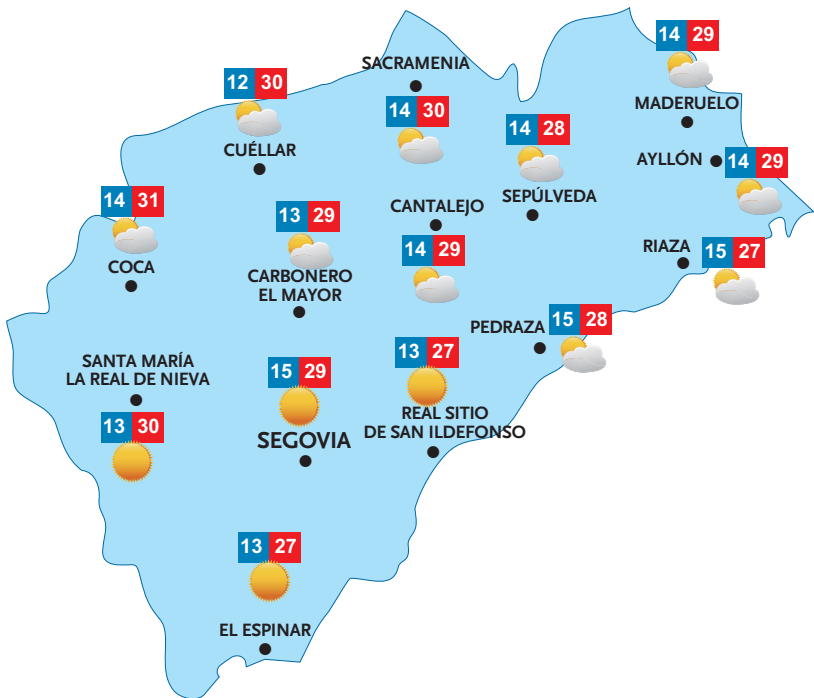 14 29
MADERUELO
SACRAMENIA
14 30
12 30
CUÉLLAR
14 28
SEPÚLVEDA
AYLLÓN
14 29
14 31
COCA
13 29
CARBONERO
EL MAYOR
CANTALEJO
14 29
RIAZA
15 27
PEDRAZA
15 28
SANTA MARÍA
LA REAL DE NIEVA
13 30
15 29
SEGOVIA
13 27
REAL SITIO
DE SAN ILDEFONSO
13 27
EL ESPINAR